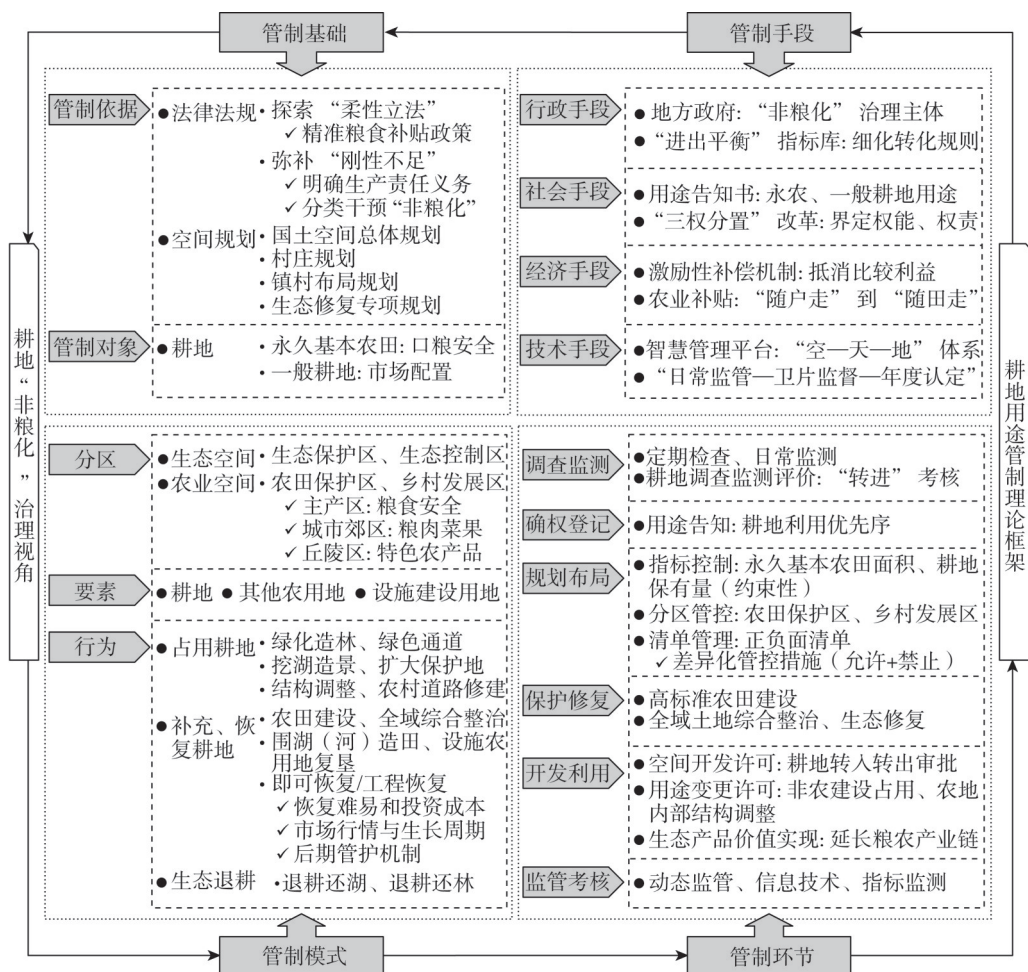 管制基础
管制手段
耕地“非粮化”治理视角
管制依据
●法律法规
·探索“柔性立法”
✓精准粮食补贴政策
·弥补“刚性不足”
✓明确生产责任义务
✓分类干预“非粮化”
●空间规划
·国土空间总体规划
·村庄规划
·镇村布局规划
·生态修复专项规划
管制对象
●耕地
·永久基本农田: 口粮安全
·一般耕地: 市场配置
行政手段
●地方政府: “非粮化”治理主体
●“进出平衡”指标库: 细化转化规则
社会手段
●用途告知书: 永农、一般耕地用途
●“三权分置”改革: 界定权能、权责
经济手段
●激励性补偿机制: 抵消比较利益
●农业补贴: “随户走”到“随田走”
技术手段
●智慧管理平台: “空—天—地”体系
●“日常监管—卫片监督—年度认定”
耕地用途管制理论框架
分区
●生态空间
·生态保护区、生态控制区
●农业空间
·农田保护区、乡村发展区
✓主产区: 粮食安全
✓城市郊区: 粮肉菜果
✓丘陵区: 特色农产品
要素
●耕地 ●其他农用地 ●设施建设用地
行为
●占用耕地
·绿化造林、绿色通道
·挖湖造景、扩大保护地
·结构调整、农村道路修建
●补充、恢
复耕地
·农田建设、全域综合整治
·围湖（河）造田、设施农
用地复垦
·即可恢复/工程恢复
✓恢复难易和投资成本
✓市场行情与生长周期
✓后期管护机制
●生态退耕
·退耕还湖、退耕还林
调查监测
●定期检查、日常监测
●耕地调查监测评价: “转进”考核
确权登记
●用途告知: 耕地利用优先序
规划布局
●指标控制: 永久基本农田面积、耕地
保有量（约束性）
●分区管控: 农田保护区、乡村发展区
●清单管理: 正负面清单
✓差异化管控措施（允许+禁止）
保护修复
●高标准农田建设
●全域土地综合整治、生态修复
开发利用
●空间开发许可: 耕地转入转出审批
●用途变更许可: 非农建设占用、农地
内部结构调整
●生态产品价值实现: 延长粮农产业链
监管考核
●动态监管、信息技术、指标监测
管制模式
管制环节